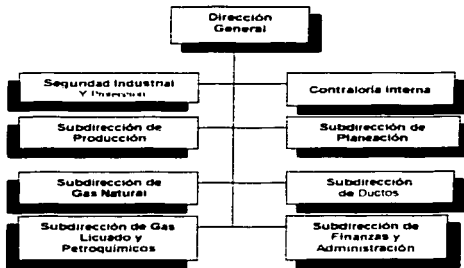 Dirección
General
Seguridad Industrial
Y
Contraloría Interna
Subdirección de
Producción
Subdirección de
Planeación
Subdirección de
Gas Natural
Subdirección
de Ductos
Subdirección de Gas
Licuado y
Petroquímicos
Subdirección de
Finanzas y
Administración